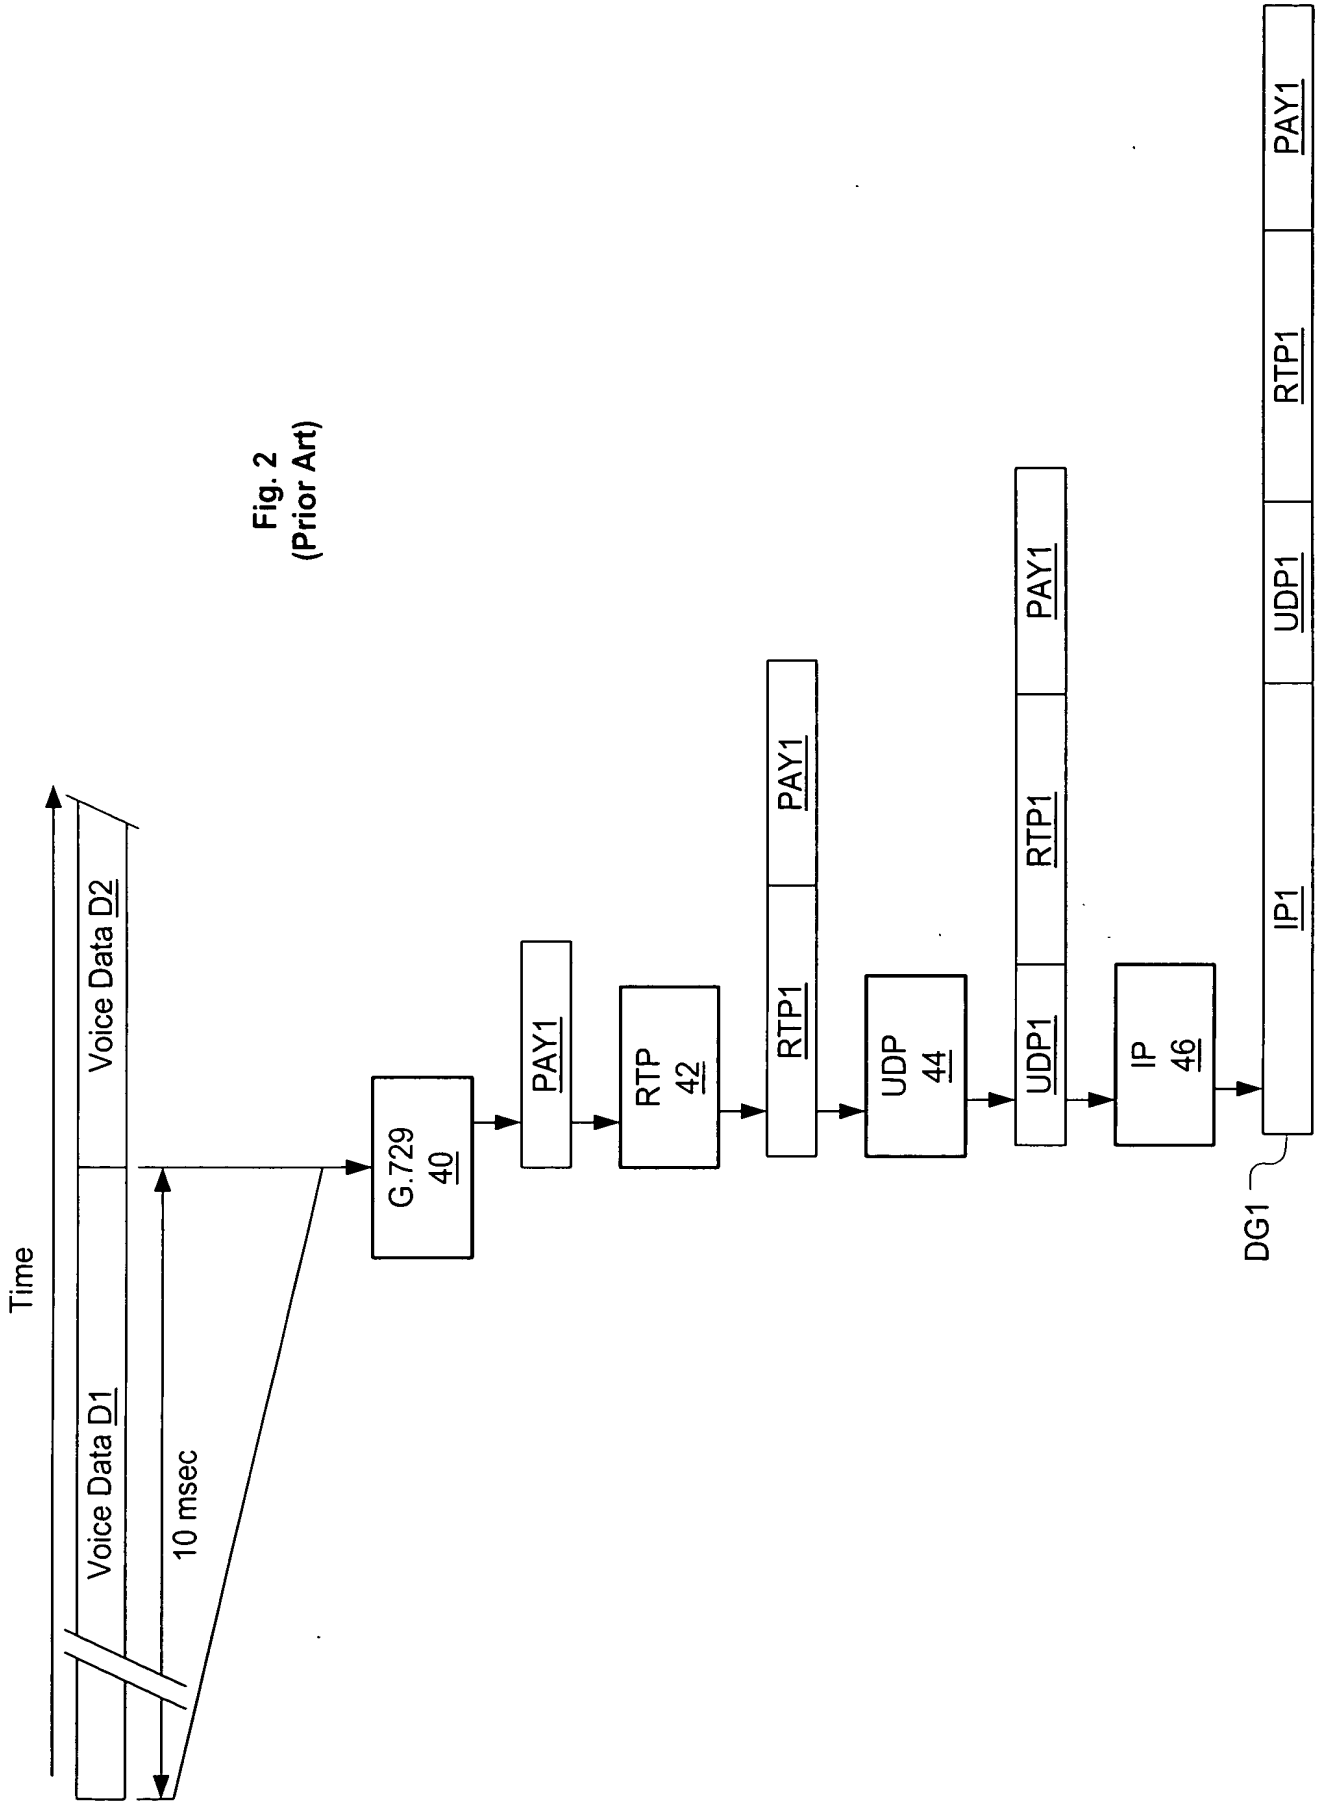 Time
Voice Data D1
Voice Data D2
10 msec
Fig. 2
(Prior Art)
G.729
40
PAY1
RTP
42
RTP1
PAY1
UDP
44
UDP1
RTP1
PAY1
IP
46
DG1
IP1
UDP1
RTP1
PAY1